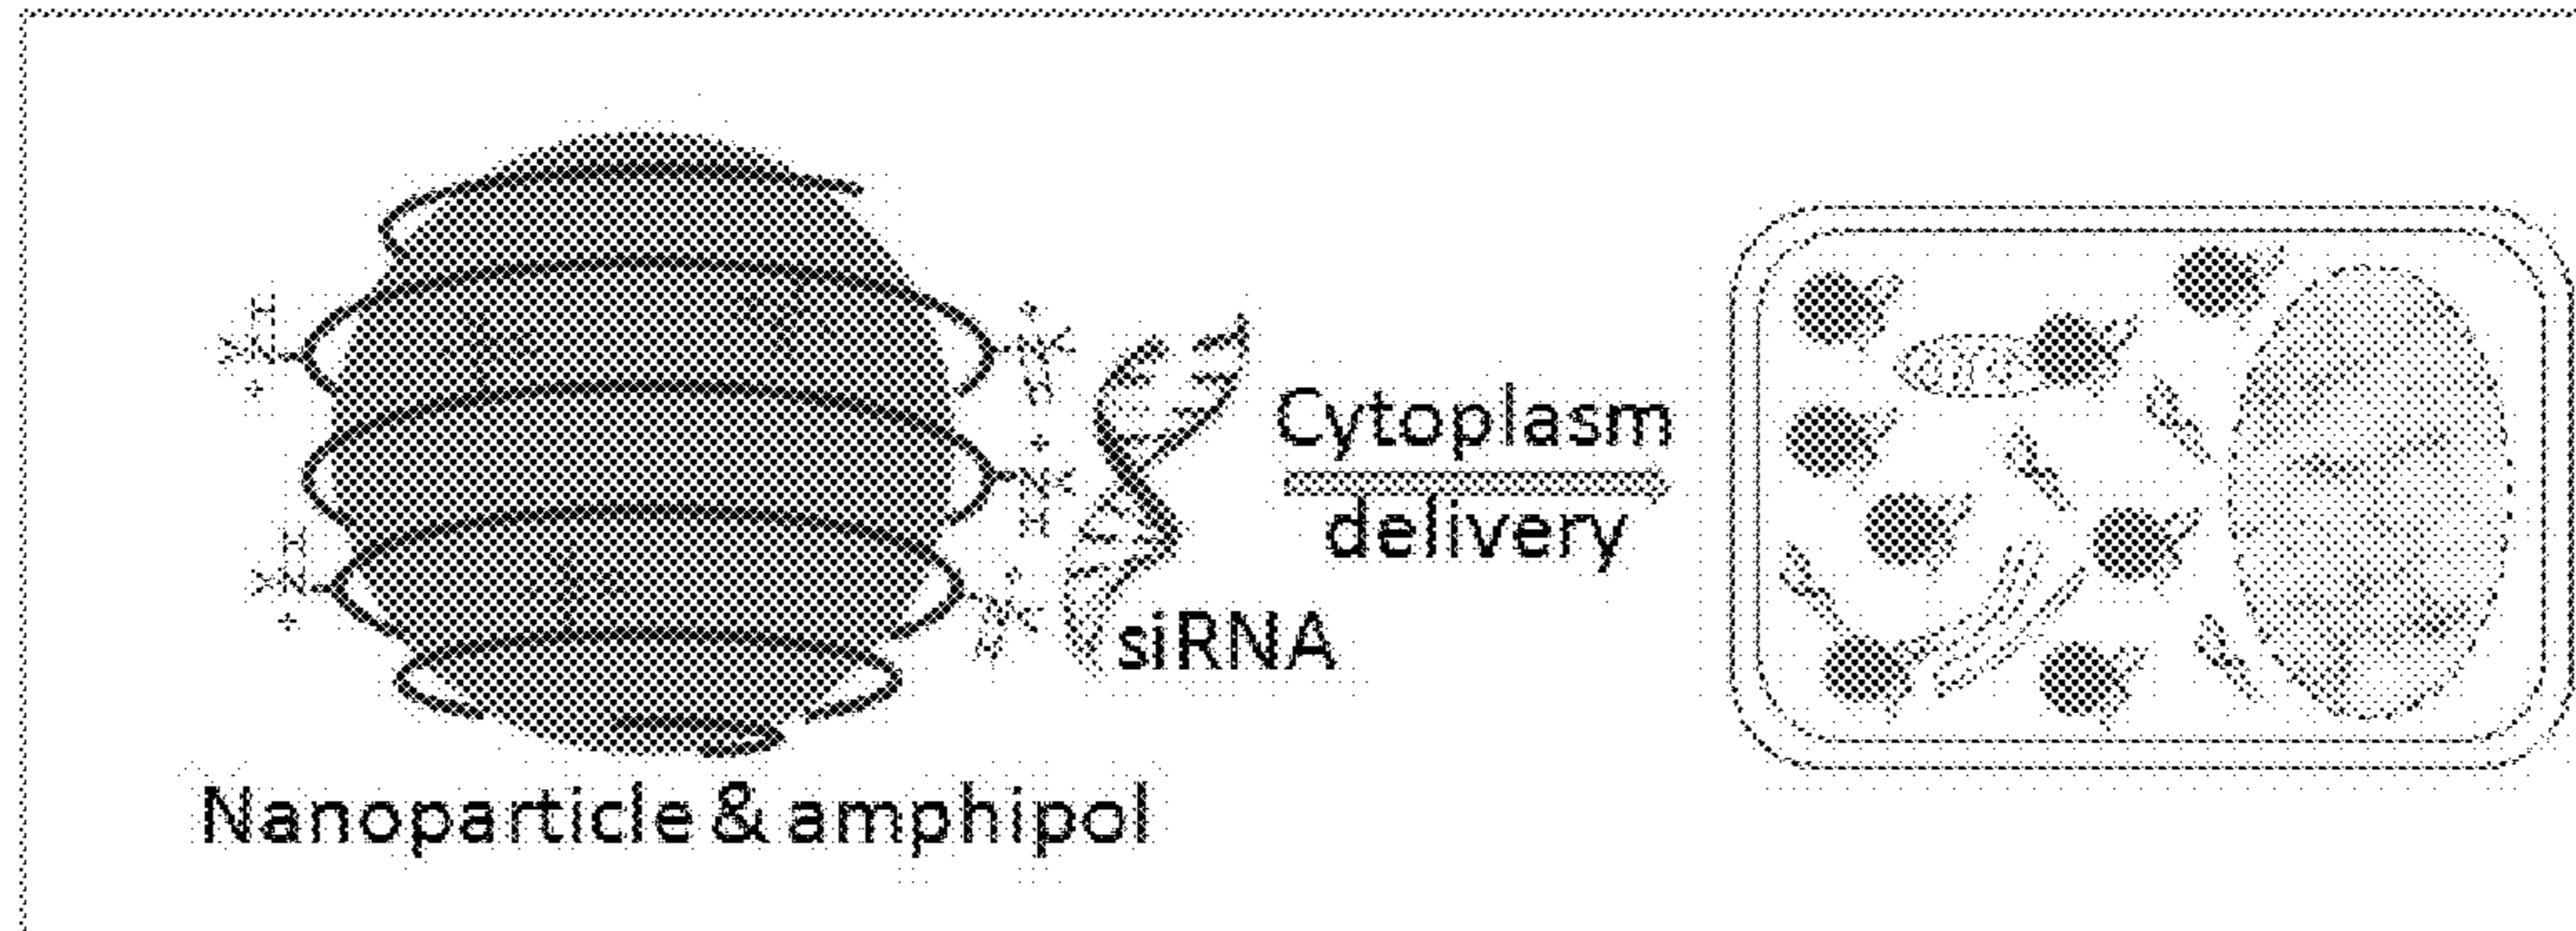 Cytoplasm
delivery
siRNA
Nanoparticle & amphipol